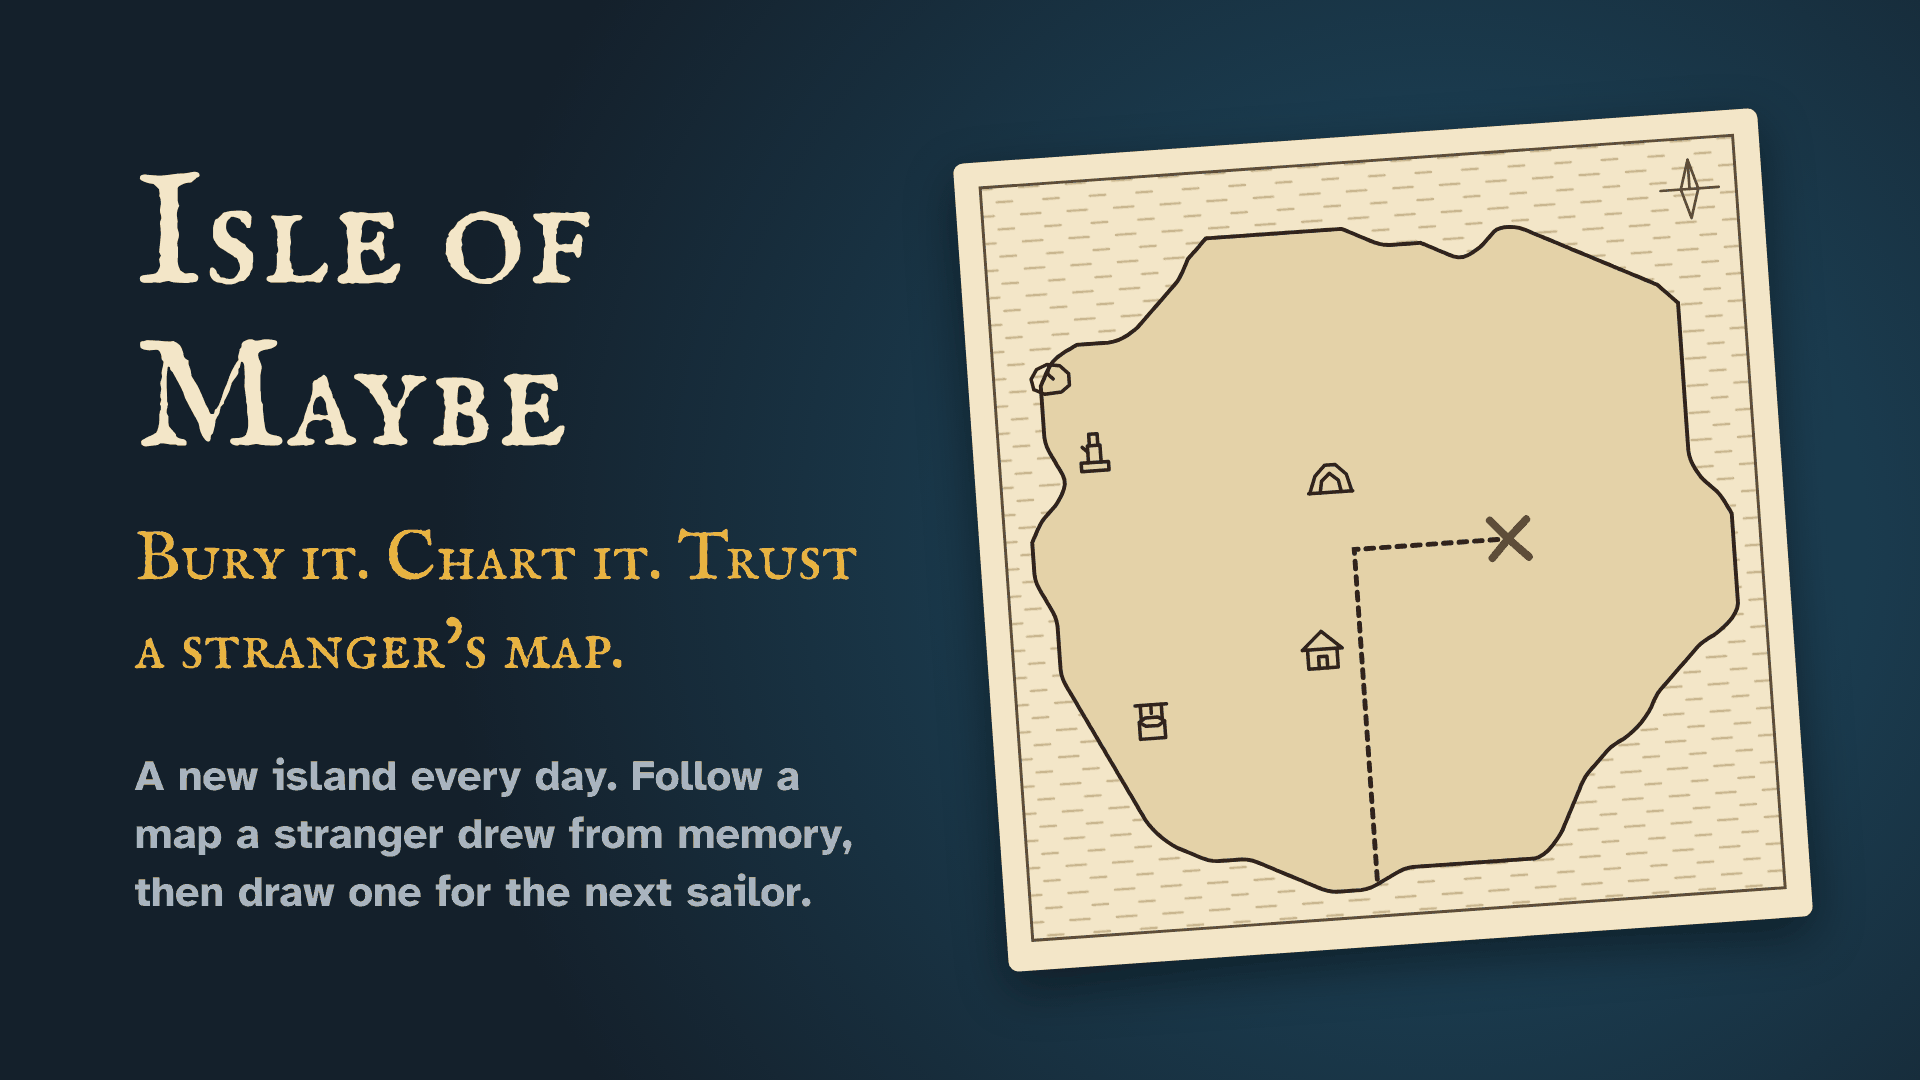 Isle of
Maybe
Bury it. Chart it. Trust
a stranger’s map.
A new island every day. Follow a
map a stranger drew from memory,
then draw one for the next sailor.